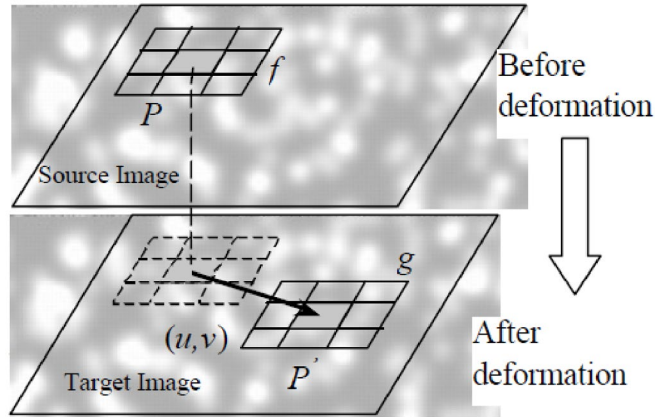 f
P
Source Image
Before
deformation
g
(u,v)
P’
Target Image
After
deformation